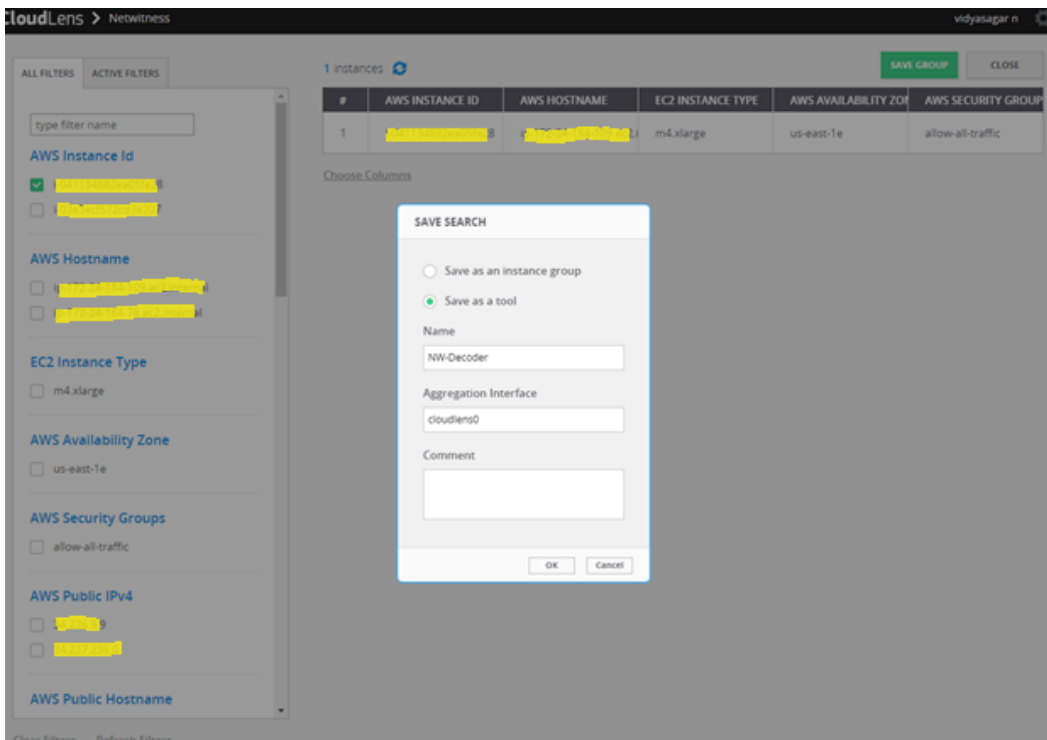 CloudLens > Netwitness
vidyasagar n
ALL FILTERS
ACTIVE FILTERS
type filter name
AWS Instance Id
AWS Hostname
EC2 Instance Type
m4.xlarge
AWS Availability Zone
us-east-1e
AWS Security Groups
allow-all-traffic
AWS Public IPv4
AWS Public Hostname
Clear Filters
Refresh Filters
1 instances
SAVE GROUP
CLOSE
# AWS INSTANCE ID AWS HOSTNAME EC2 INSTANCE TYPE AWS AVAILABILITY ZON AWS SECURITY GROUP
1 m4.xlarge us-east-1e allow-all-traffic
Choose Columns
SAVE SEARCH
Save as an instance group
Save as a tool
Name
NW-Decoder
Aggregation Interface
cloudlens0
Comment
OK
Cancel